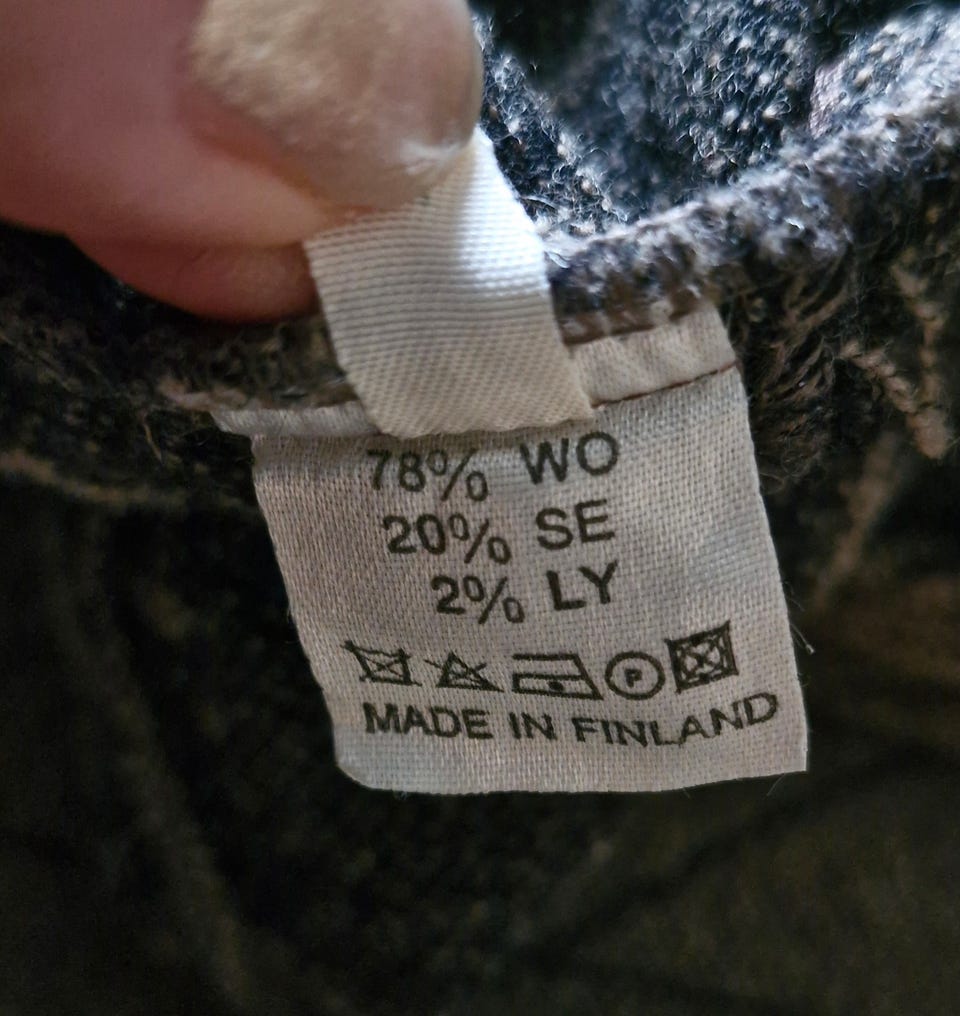 78% WO
20% SE
2% LY
P
MADE IN FINLAND